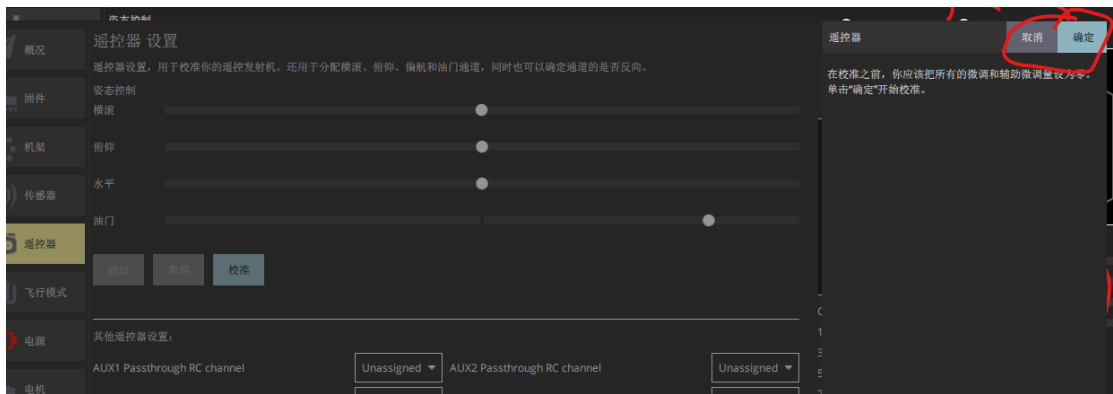 姿态控制
概况
固件
机架
传感器
遥控器
飞行模式
电源
电机
遥控器 设置
遥控器设置，用于校准你的遥控发射机。还用于分配横滚、俯仰、偏航和油门通道，同时也可以确定通道的是否反向。
姿态控制
横滚
俯仰
水平
油门
跳过 取消 校准
其他遥控器设置：
AUX1 Passthrough RC channel Unassigned AUX2 Passthrough RC channel Unassigned
遥控器 取消 确定
在校准之前，你应该把所有的微调和辅助微调量设为零。
单击“确定”开始校准。